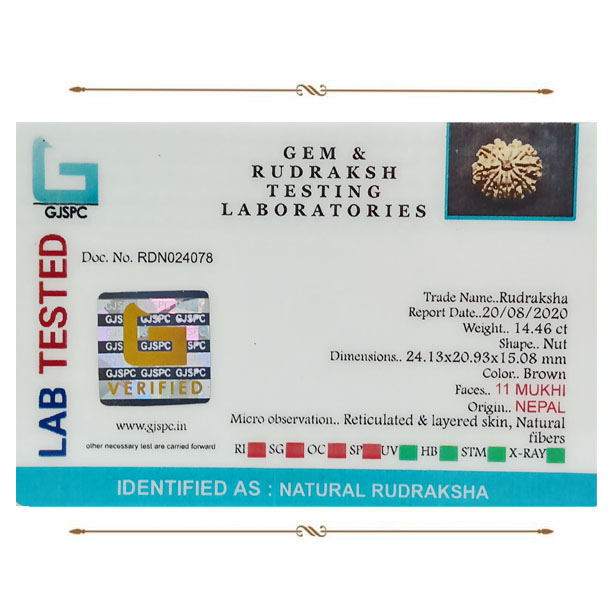 GJSPC
LAB TESTED
GEM &
RUDRAKSH
TESTING
LABORATORIES
Doc. No. RDN024078
GJSPC GJSPC
GJSPC
VERIFIED
www.gjspc.in
other necessary test are carried forward
Trade Name..Rudraksha
Report Date..20/08/2020
Weight.. 14.46 ct
Shape.. Nut
Dimensions.. 24.13x20.93x15.08 mm
Color.. Brown
Faces.. 11 MUKHI
Origin.. NEPAL
Micro observation.. Reticulated & layered skin, Natural
fibers
RI SG OC SP UV HB STM X-RAY
IDENTIFIED AS : NATURAL RUDRAKSHA